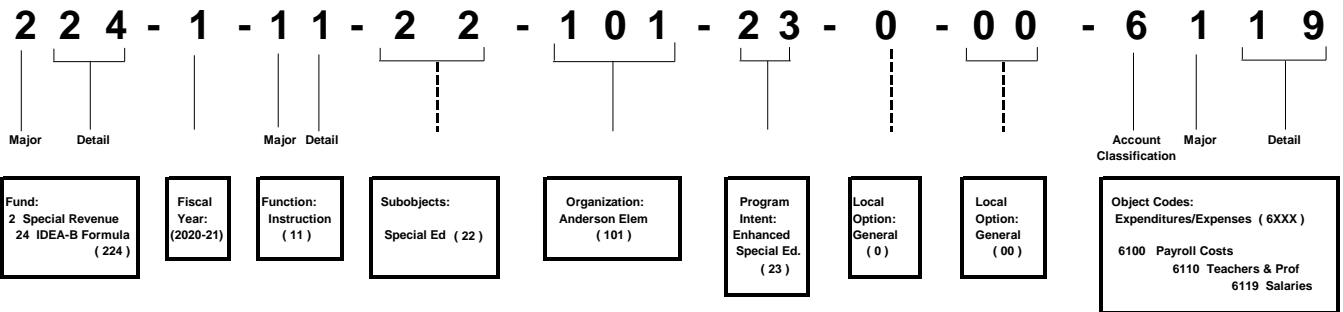 2 2 4 - 1 - 1 1 - 2 2 - 1 0 1 - 2 3 - 0 - 0 0 - 6 1 1 9
Major Detail Major Detail Account Classification Major Detail
Fund:
2 Special Revenue
24 IDEA-B Formula
( 224 )
Fiscal
Year:
(2020-21)
Function:
Instruction
( 11 )
Subobjects:
Special Ed ( 22 )
Organization:
Anderson Elem
( 101 )
Program
Intent:
Enhanced
Special Ed.
( 23 )
Local
Option:
General
( 0 )
Local
Option:
General
( 00 )
Object Codes:
Expenditures/Expenses ( 6XXX )
6100 Payroll Costs
6110 Teachers & Prof
6119 Salaries